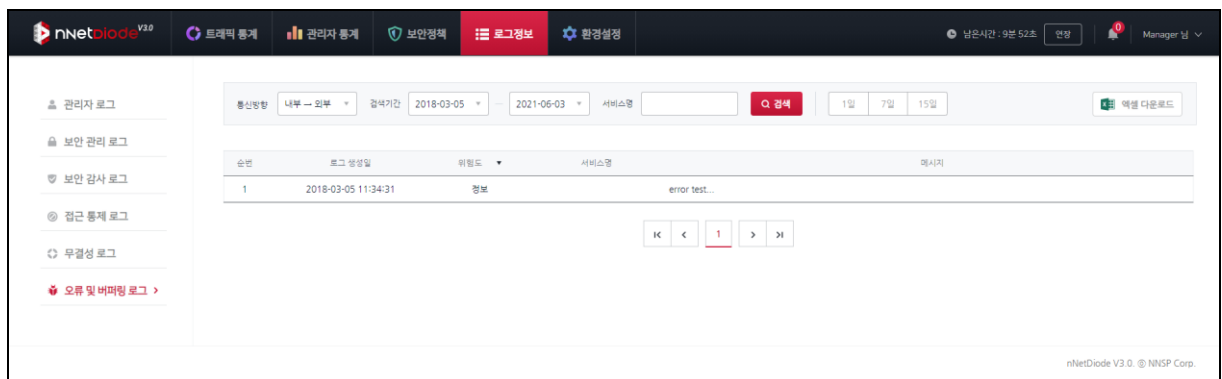 nNetDiode V3.0 트래픽 통계 관리자 통계 보안정책 로그정보 환경설정 남은시간 : 9분 52초 연장 0 Manager 님
관리자 로그
보안 관리 로그
보안 감사 로그
접근 통제 로그
무결성 로그
오류 및 버퍼링 로그 >
통신방향 내부 → 외부 검색기간 2018-03-05 ~ 2021-06-03 서비스명 검색 1일 7일 15일 엑셀 다운로드
순번 로그 생성일 위험도 ▼ 서비스명 메시지
1 2018-03-05 11:34:31 정보 error test...
1
nNetDiode V3.0. ⓒ NNSP Corp.